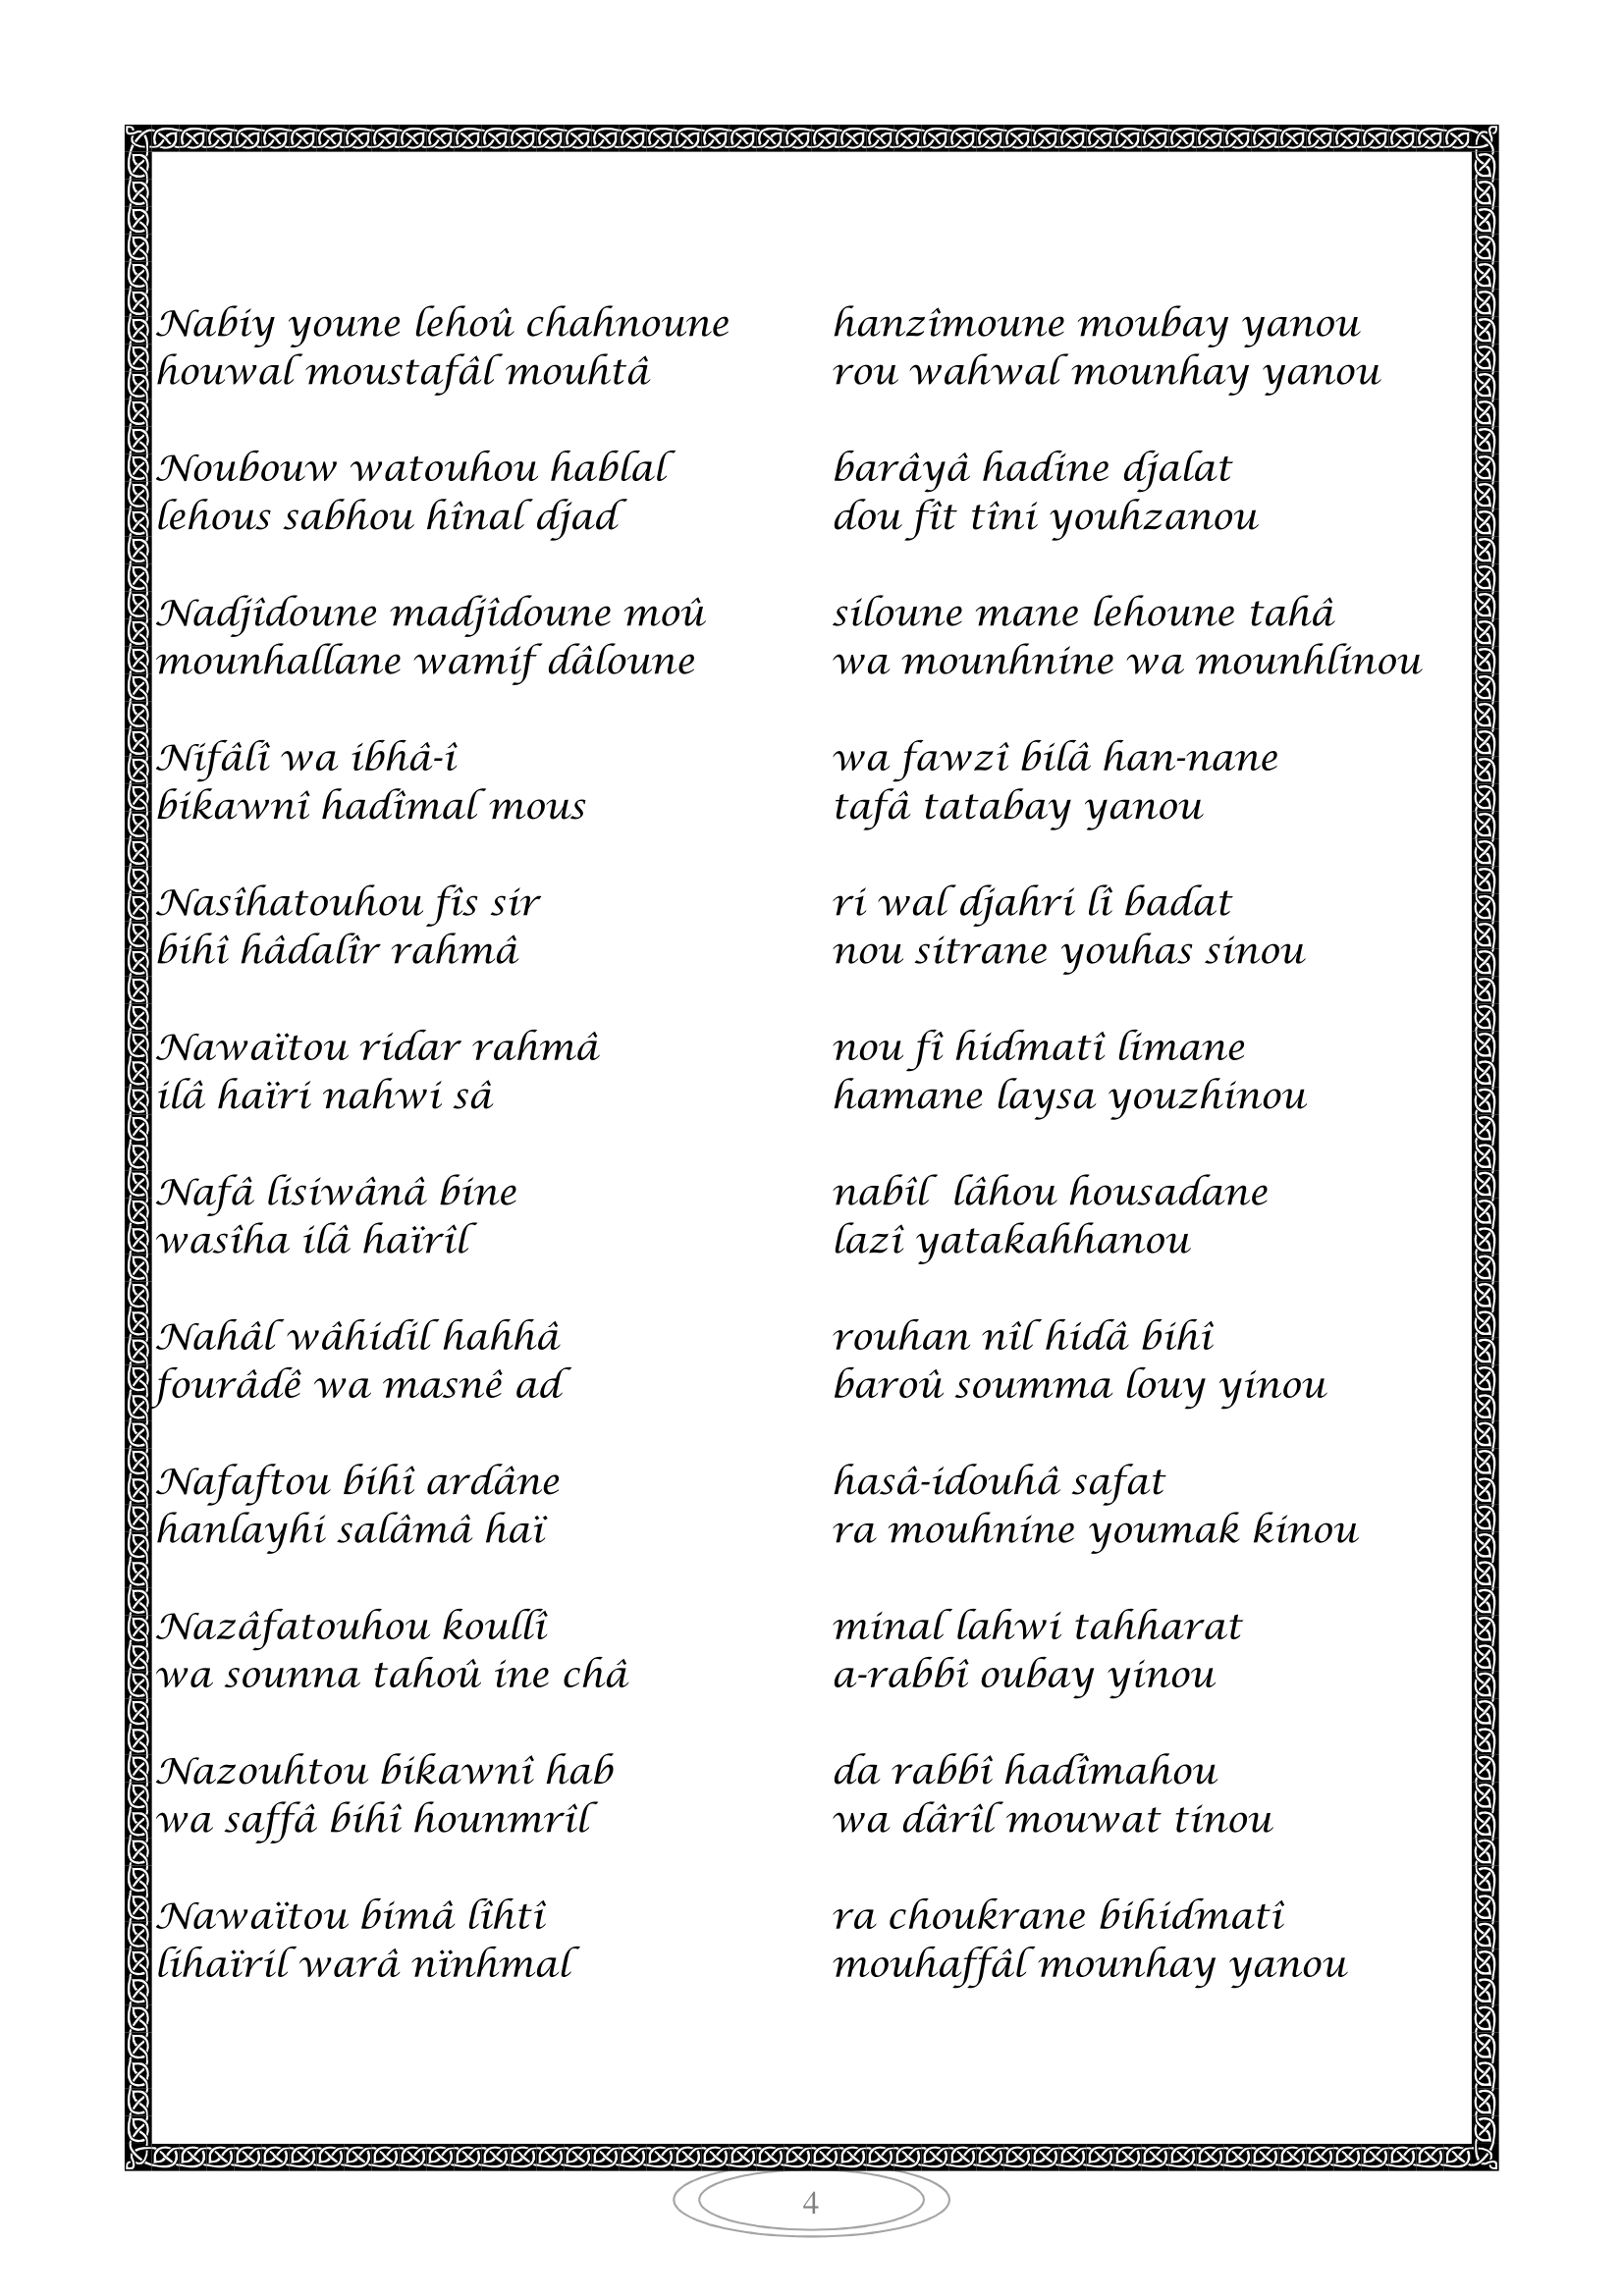 Nabiy youne lehoû chahnoune hanzîmoune moubay yanou
houwal moustafâl mouhtâ rou wahwal mounhay yanou
Noubouw watouhou hablal barâyâ hadine djalat
lehous sabhou hînal djad dou fît tîni youhzanou
Nadjîdoune madjîdoune moû siloune mane lehoune tahâ
mounhallane wamif dâloune wa mounhnine wa mounhlinou
Nifâlî wa ibhâ-î wa fawzî bilâ han-nane
bikawnî hadîmal mous tafâ tatabay yanou
Nasîhatouhou fîs sir ri wal djahri lî badat
bihî hâdalîr rahmâ nou sitrane youhas sinou
Nawaïtou ridar rahmâ nou fî hidmatî limane
ilâ haïri nahwi sâ hamane laysa youzhinou
Nafâ lisiwânâ bine nabîl lâhou housadane
wasîha ilâ haïrîl lazî yatakahhanou
Nahâl wâhidil hahhâ rouhan nîl hidâ bihî
fourâdê wa masnê ad baroû soumma louy yinou
Nafaftou bihî ardâne hasâ-idouhâ safat
hanlayhi salâmâ haï ra mouhnine youmak kinou
Nazâfatouhou koullî minal lahwi tahharat
wa sounna tahoû ine châ a-rabbî oubay yinou
Nazouhtou bikawnî hab da rabbî hadîmahou
wa saffâ bihî hounmrîl wa dârîl mouwat tinou
Nawaïtou bimâ lîhtî ra choukrane bihidmatî
lihaïril warâ nïnhmal mouhaffâl mounhay yanou
4